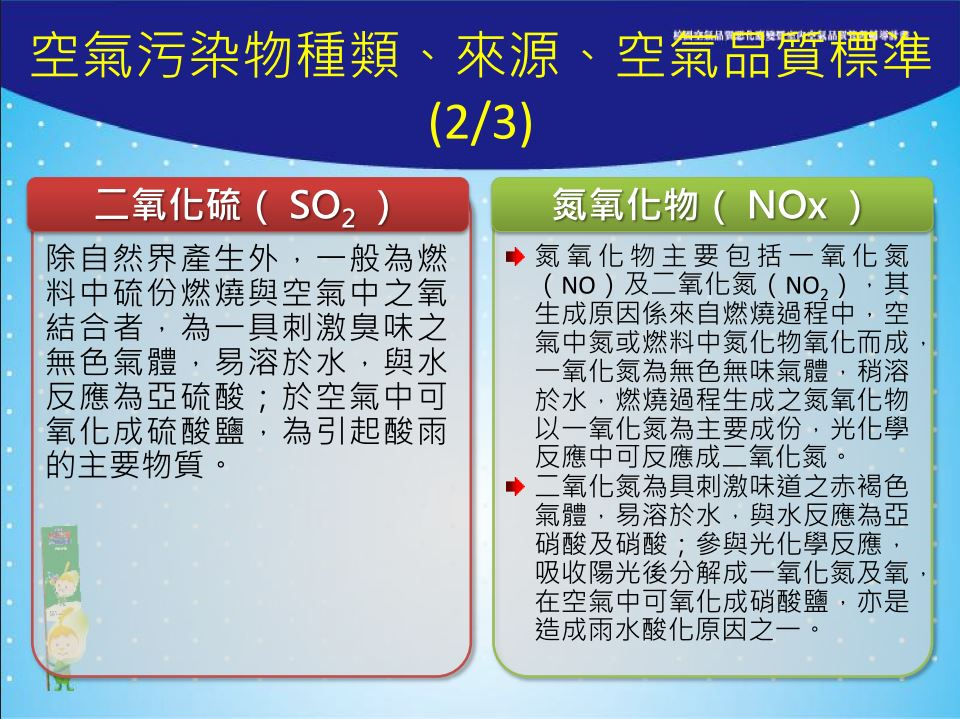 空氣污染物種類、來源、空氣品質標準
(2/3)
二氧化硫（ SO₂ ）
除自然界產生外，一般為燃
料中硫份燃燒與空氣中之氧
結合者，為一具刺激臭味之
無色氣體，易溶於水，與水
反應為亞硫酸；於空氣中可
氧化成硫酸鹽，為引起酸雨
的主要物質。
氮氧化物（ NOx ）
氮氧化物主要包括一氧化氮
（NO）及二氧化氮（NO₂），其
生成原因係來自燃燒過程中，空
氣中氮或燃料中氮化物氧化而成，
一氧化氮為無色無味氣體，稍溶
於水，燃燒過程生成之氮氧化物
以一氧化氮為主要成份，光化學
反應中可反應成二氧化氮。
二氧化氮為具刺激味道之赤褐色
氣體，易溶於水，與水反應為亞
硝酸及硝酸；參與光化學反應，
吸收陽光後分解成一氧化氮及氧，
在空氣中可氧化成硝酸鹽，亦是
造成雨水酸化原因之一。